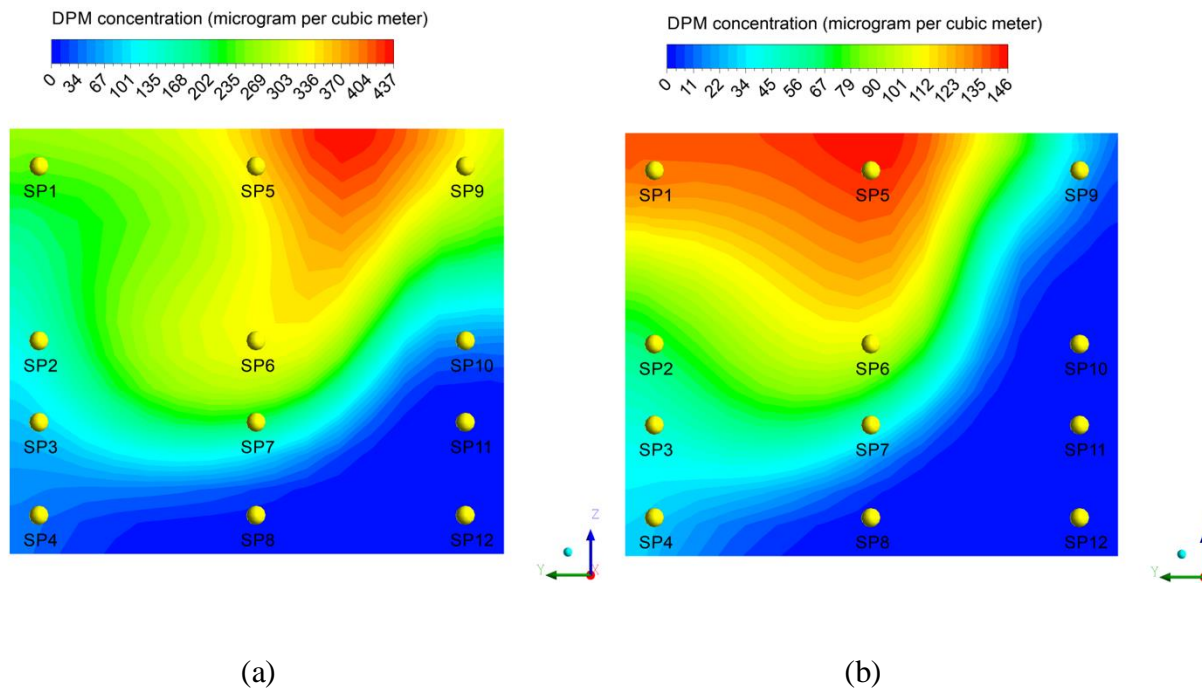 DPM concentration (microgram per cubic meter)
0 34 67 101 135 168 202 235 269 303 336 370 404 437
SP1 SP5 SP9
SP2 SP6 SP10
SP3 SP7 SP11
SP4 SP8 SP12
Z
Y X
(a)
DPM concentration (microgram per cubic meter)
0 11 22 34 45 56 67 79 90 101 112 123 135 146
SP1 SP5 SP9
SP2 SP6 SP10
SP3 SP7 SP11
SP4 SP8 SP12
Y
(b)